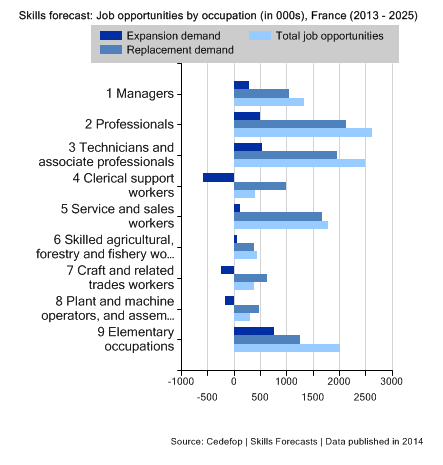 Skills forecast: Job opportunities by occupation (in 000s), France (2013 - 2025)
Expansion demand
Total job opportunities
Replacement demand
1 Managers
2 Professionals
3 Technicians and
associate professionals
4 Clerical support
workers
5 Service and sales
workers
6 Skilled agricultural,
forestry and fishery wo...
7 Craft and related
trades workers
8 Plant and machine
operators, and assem...
9 Elementary
occupations
-1000 0 1000 2000 3000
-500 500 1500 2500
Source: Cedefop | Skills Forecasts | Data published in 2014